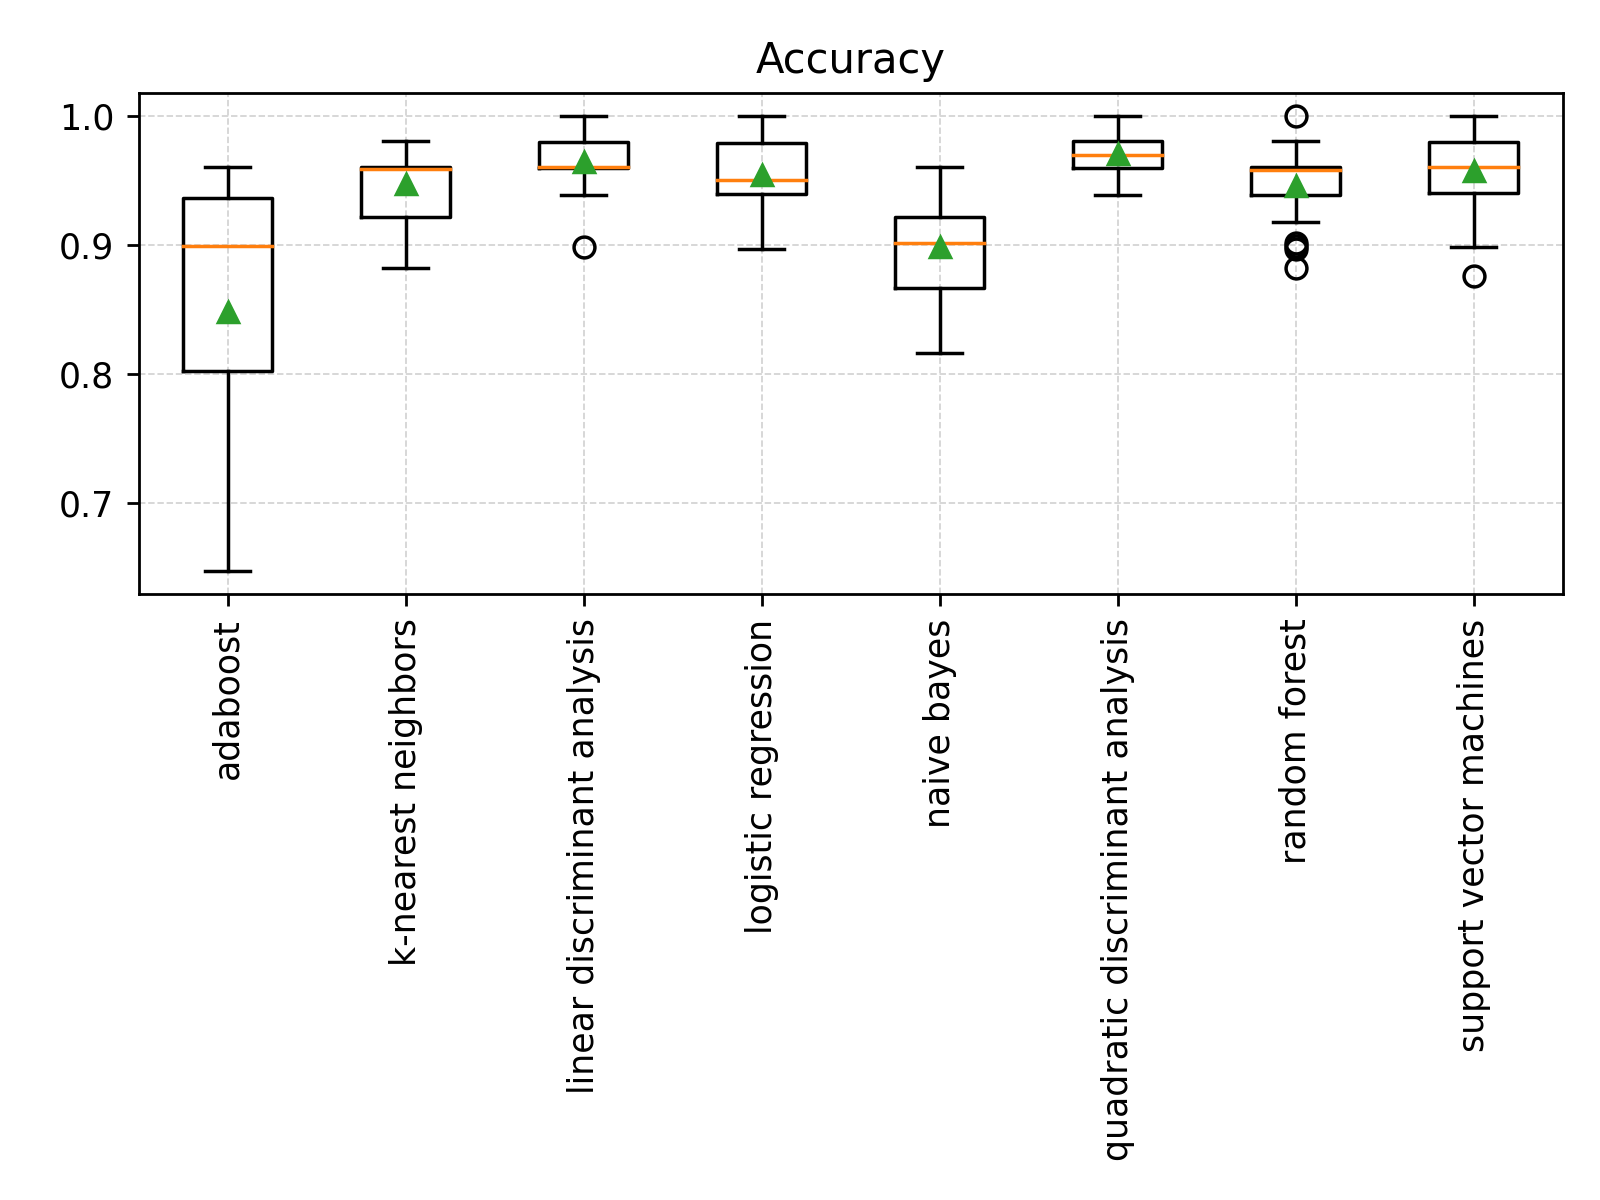 Accuracy
1.0
0.9
0.8
0.7
adaboost
k-nearest neighbors
linear discriminant analysis
logistic regression
naive bayes
quadratic discriminant analysis
random forest
support vector machines